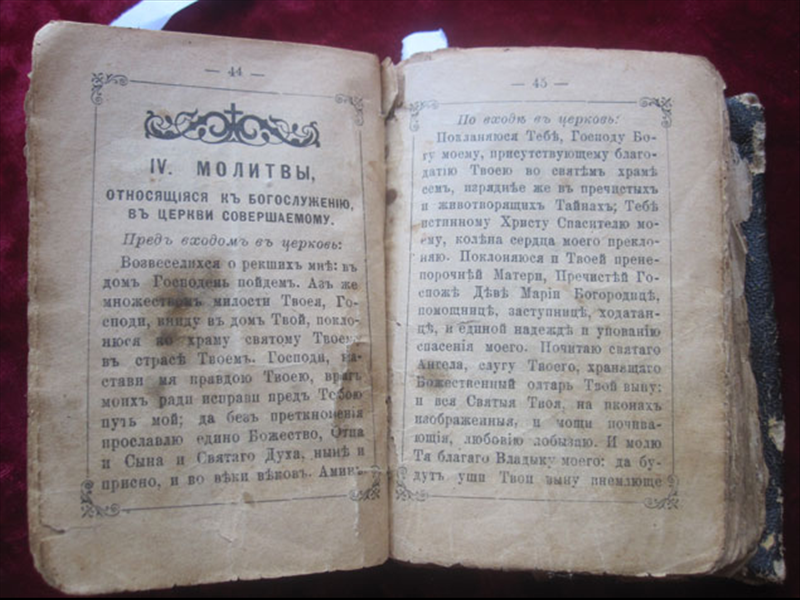 — 44 —
IV. МОЛИТВЫ,
ОТНОСЯЩІЯСЯ КЪ БОГОСЛУЖЕНІЮ,
ВЪ ЦЕРКВИ СОВЕРШАЕМОМУ.
Предъ входомъ въ церковь:
Возвеселихся о рекшихъ мнѣ: въ
домъ Господень пойдемъ. Азъ же
множествомъ милости Твоея, Го-
споди, вниду въ домъ Твой, покло-
нюся ко храму святому Твоему
въ страсѣ Твоемъ. Господи, на-
стави мя правдою Твоею, врагъ
моихъ ради исправи предъ Тобою
путь мой; да безъ преткновенія
прославлю едино Божество, Отца
и Сына и Святаго Духа, нынѣ и
присно, и во вѣки вѣковъ. Аминь.
— 45 —
По входѣ въ церковь:
Покланяюся Тебѣ, Господу Бо-
гу моему, присутствующему благо-
датію Твоею во святѣмъ храмѣ
семъ, изряднѣе же въ пречистыхъ
и животворящихъ Тайнахъ; Тебѣ
истинному Христу Спасителю мо-
ему, колѣна сердца моего прекло-
няю. Поклоняюся и Твоей прене-
порочнѣй Матери, Пречистѣй Го-
спожѣ Дѣвѣ Маріи Богородицѣ,
помощницѣ, заступницѣ, ходатаи-
цѣ, и единой надеждѣ и упованію
спасенія моего. Почитаю святаго
Ангела, слугу Твоего, хранящаго
Божественный олтарь Твой выну:
и вся Святыя Твоя, на иконахъ
изображенныя, и мощи почива-
ющія, любовію лобызаю. И молю
Тя благаго Владыку моего: да бу-
дутъ уши Твои выну внемлюще